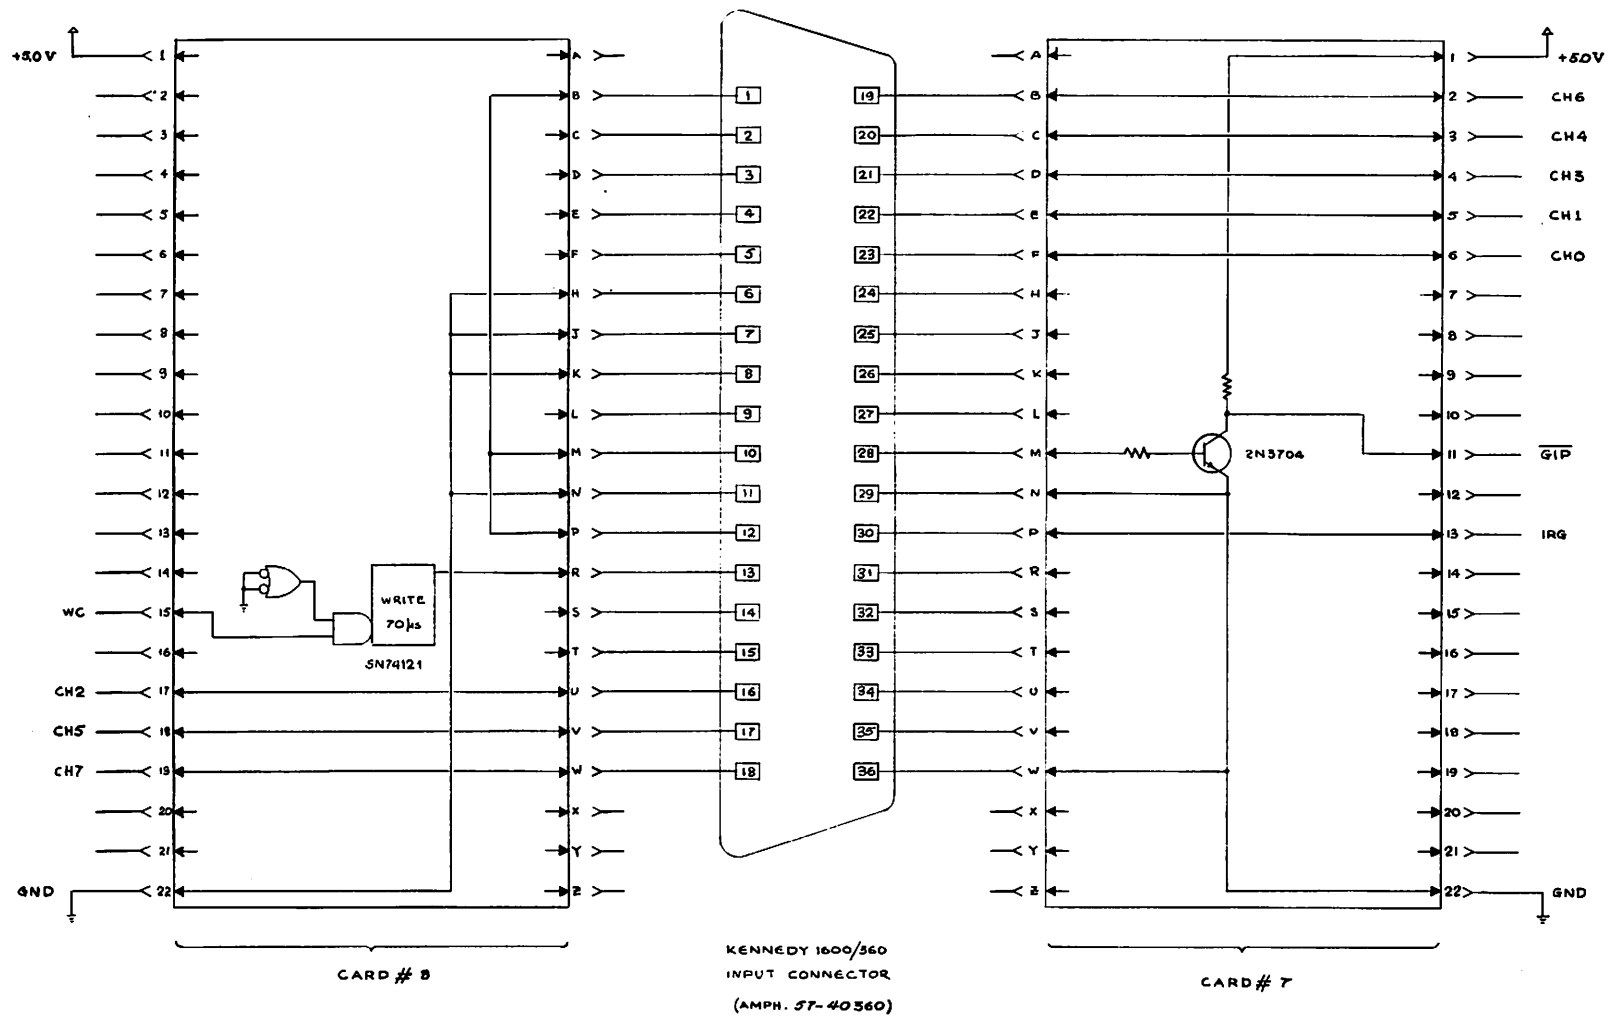 +5.0V 1 A 1 19 A 1 +5.0V
2 B B 2 CH6
3 C 2 20 C 3 CH4
4 D 3 21 D 4 CH3
5 E 4 22 E 5 CH1
6 F 5 23 F 6 CH0
7 H 6 24 H 7
8 J 7 25 J 8
9 K 8 26 K 9
10 L 9 27 L 10
11 M 10 28 M 2N3704 11 GIP
12 N 11 29 N 12
13 P 12 30 P 13 IRG
14 R 13 31 R 14
WRITE
WC 15 S 14 32 S 15
70µs
16 T 15 33 T 16
SN74121
CH2 17 U 16 34 U 17
CH5 18 V 17 35 V 18
CH7 19 W 18 36 W 19
20 X X 20
21 Y Y 21
GND 22 Z Z 22 GND
KENNEDY 1600/360
INPUT CONNECTOR
(AMPH. 57-40360)
CARD # 8
CARD # 7